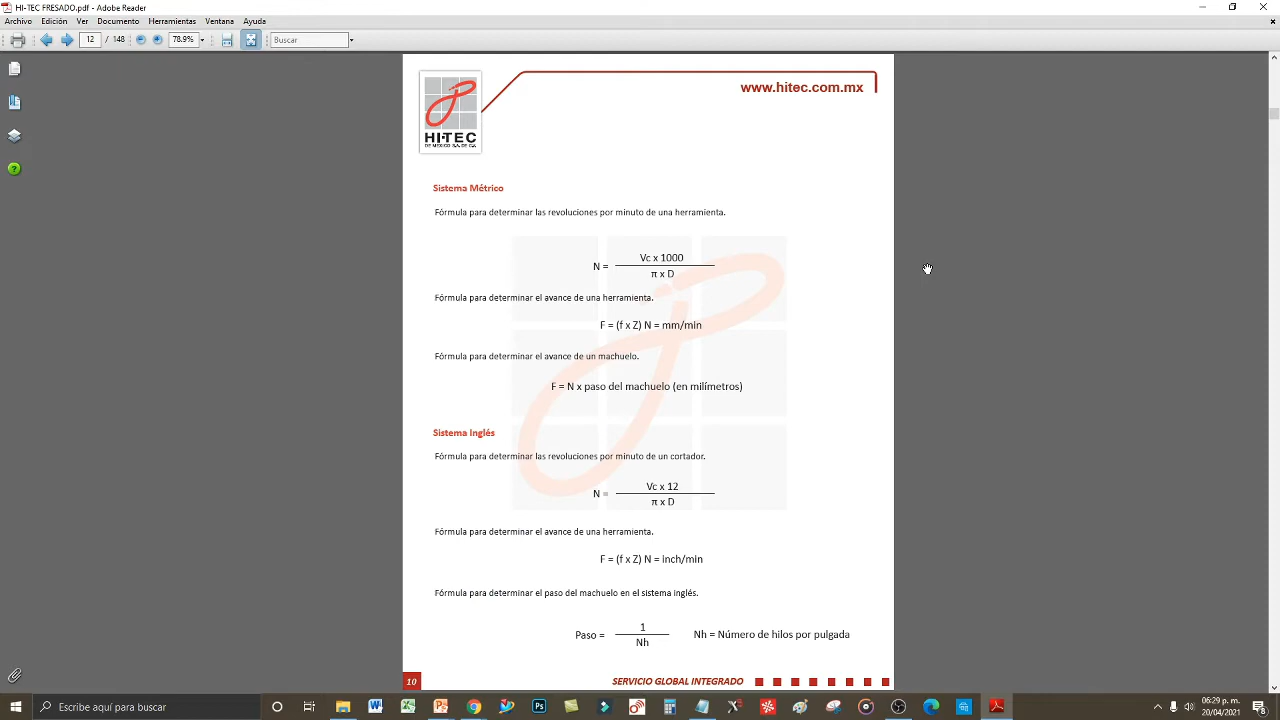 HI-TEC FRESADO.pdf - Adobe Reader
Archivo Edición Ver Ventana Ayuda
12 / 148 78.9% Buscar
www.hitec.com.mx
HI-TEC
DE MEXICO S.A. DE C.V.
Sistema Métrico
Fórmula para determinar las revoluciones por minuto de una herramienta.
Vc x 1000
N =
π x D
Fórmula para determinar el avance de una herramienta.
F = (f x Z) N = mm/min
Fórmula para determinar el avance de un machuelo.
F = N x paso del machuelo (en milímetros)
Sistema Inglés
Fórmula para determinar las revoluciones por minuto de un cortador.
Vc x 12
N =
π x D
Fórmula para determinar el avance de una herramienta.
F = (f x Z) N = inch/min
Fórmula para determinar el paso del machuelo en el sistema inglés.
1
Paso = Nh = Número de hilos por pulgada
Nh
10 SERVICIO GLOBAL INTEGRADO
Escribe aquí para buscar
06:29 p. m.
20/04/2021